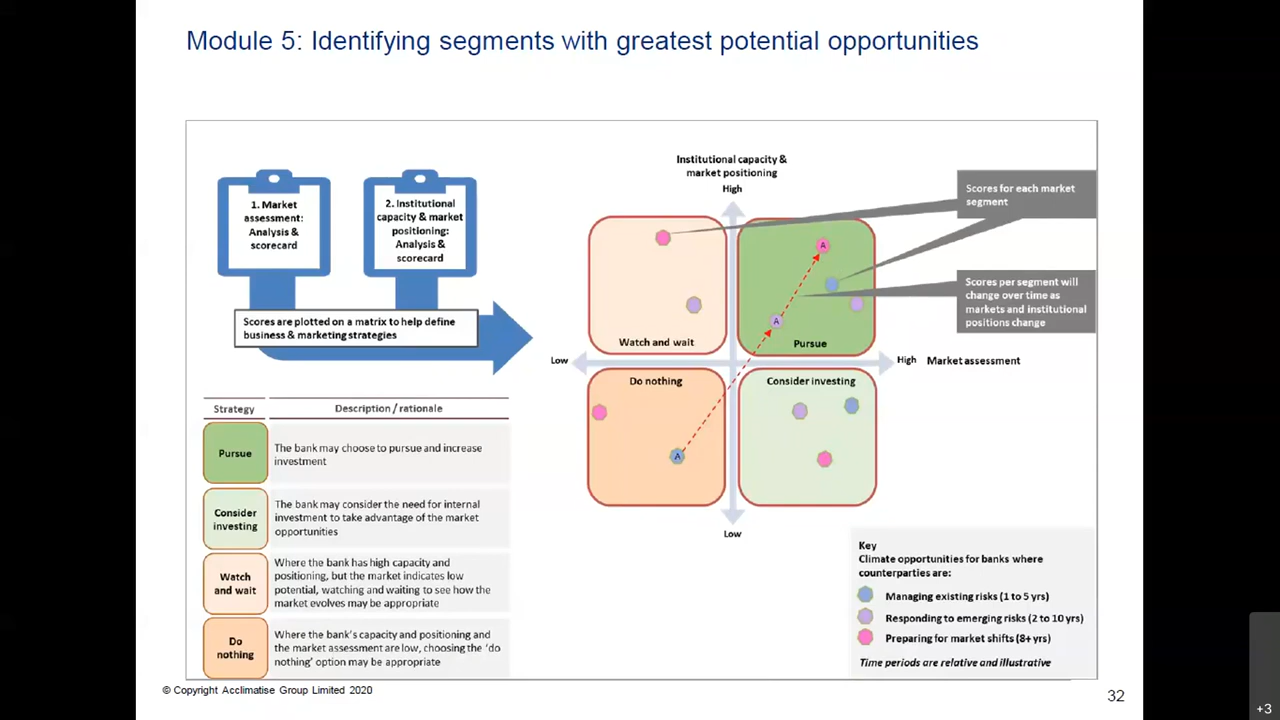 Module 5: Identifying segments with greatest potential opportunities
1. Market
assessment:
Analysis &
scorecard
2. Institutional
capacity & market
positioning:
Analysis &
scorecard
Scores are plotted on a matrix to help define
business & marketing strategies
Strategy
Description / rationale
Pursue
The bank may choose to pursue and increase
investment
Consider
investing
The bank may consider the need for internal
investment to take advantage of the market
opportunities
Watch
and wait
Where the bank has high capacity and
positioning, but the market indicates low
potential, watching and waiting to see how the
market evolves may be appropriate
Do
nothing
Where the bank's capacity and positioning and
the market assessment are low, choosing the 'do
nothing' option may be appropriate
Institutional capacity &
market positioning
High
A
A
Watch and wait
Pursue
Low
High
Market assessment
Do nothing
Consider investing
A
Low
Scores for each market
segment
Scores per segment will
change over time as
markets and institutional
positions change
Key
Climate opportunities for banks where
counterparties are:
Managing existing risks (1 to 5 yrs)
Responding to emerging risks (2 to 10 yrs)
Preparing for market shifts (8+ yrs)
Time periods are relative and illustrative
© Copyright Acclimatise Group Limited 2020
32
+3